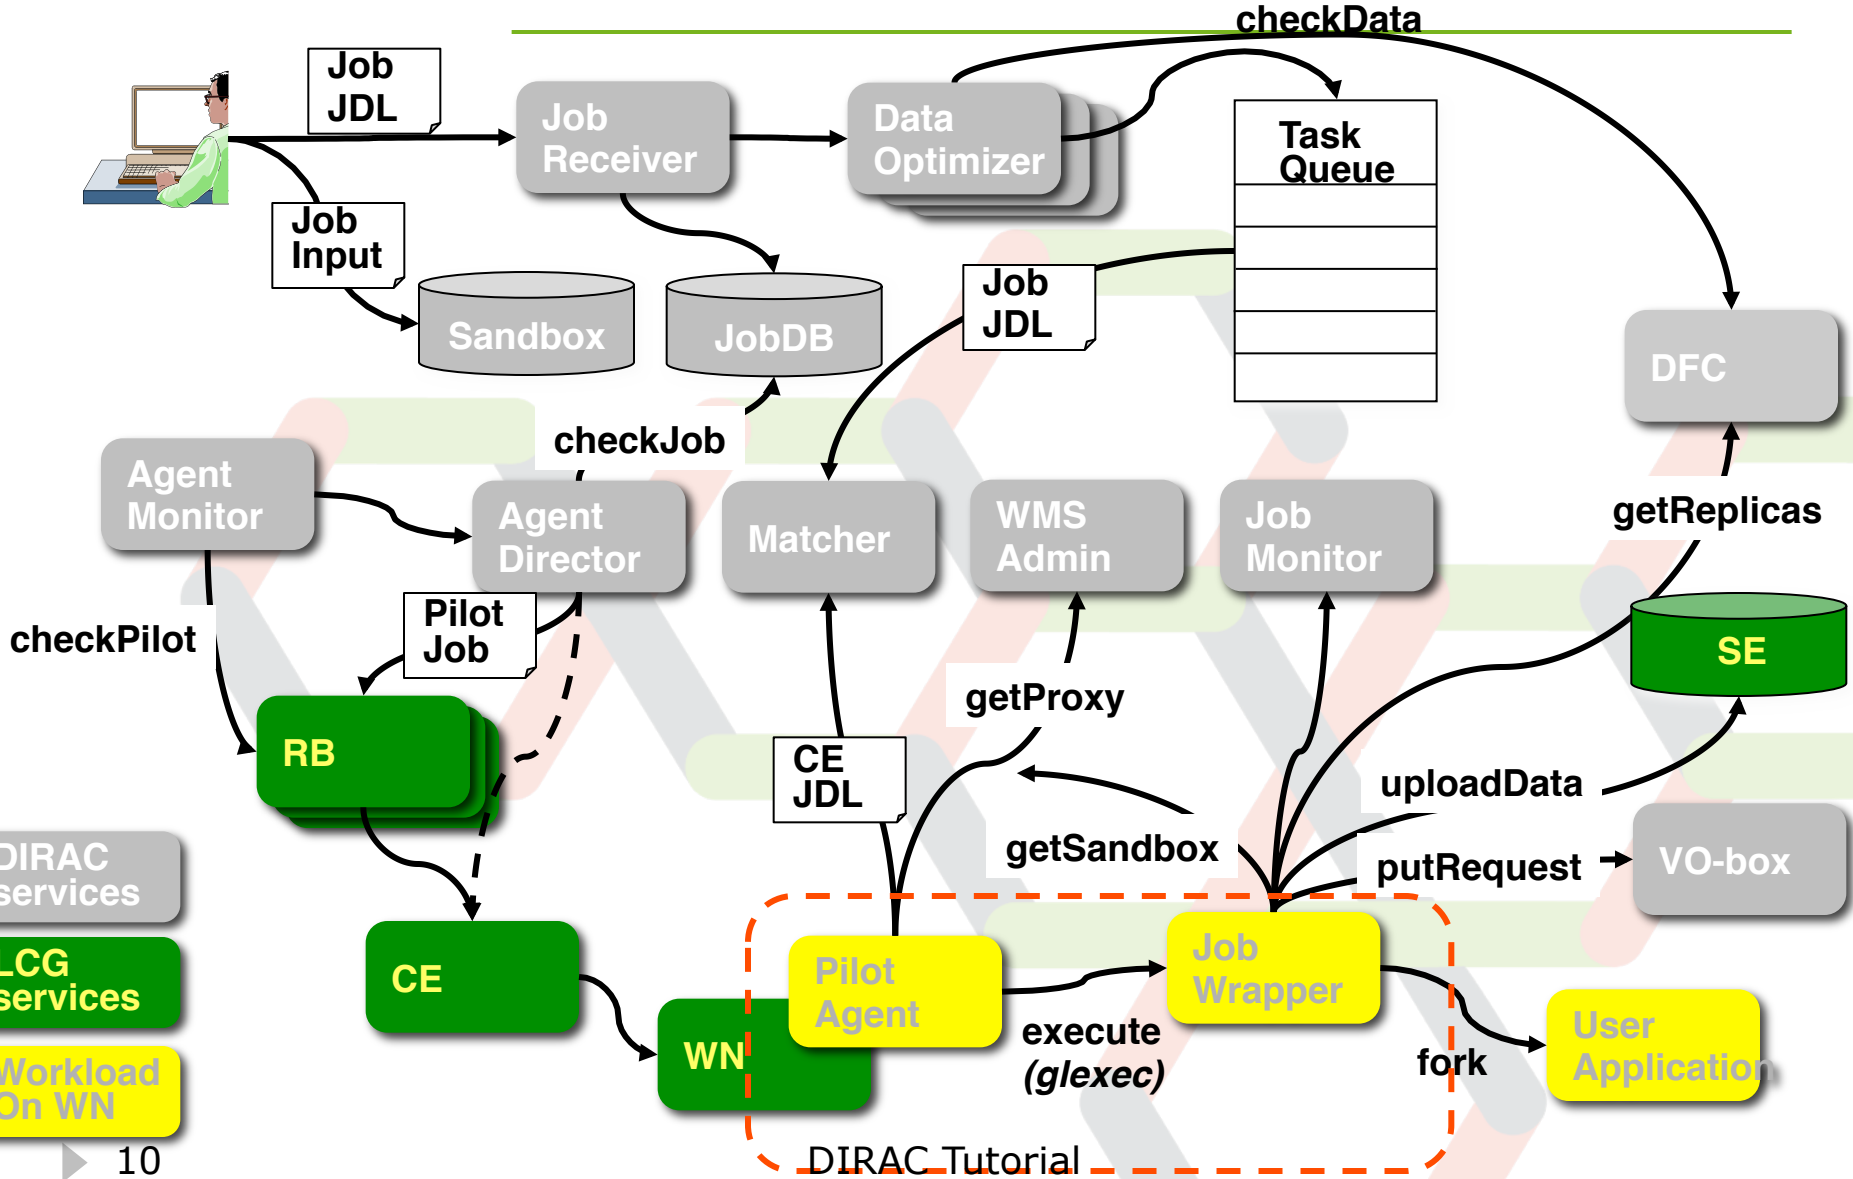 checkData
Job
JDL
Job
Receiver
Data
Optimizer
Task
Queue
Job
Input
Sandbox
JobDB
Job
JDL
DFC
checkJob
Agent
Monitor
Agent
Director
Matcher
WMS
Admin
Job
Monitor
getReplicas
checkPilot
Pilot
Job
SE
getProxy
RB
CE
JDL
uploadData
getSandbox
putRequest
VO-box
DIRAC
services
LCG
services
CE
Pilot
Agent
Job
Wrapper
WN
execute
(glexec)
fork
User
Application
Workload
On WN
10
DIRAC Tutorial